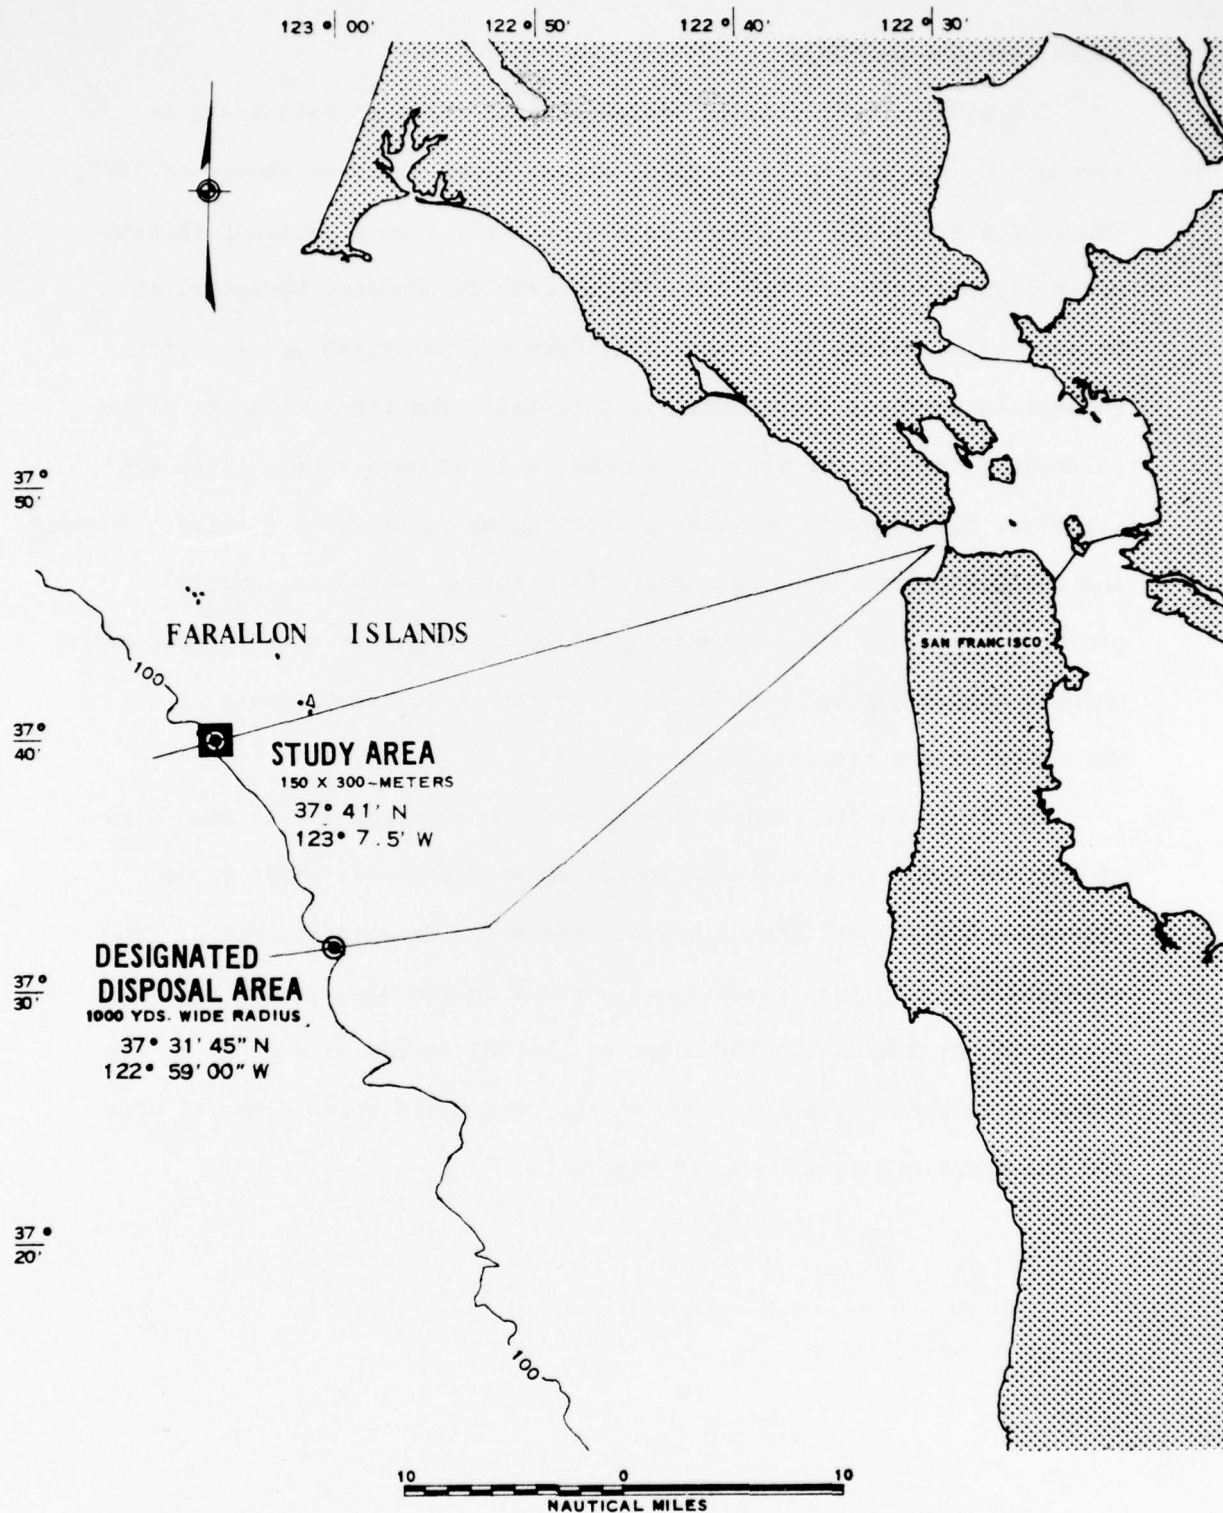 123° 00' 122° 50' 122° 40' 122° 30'
37°
50'
FARALLON ISLANDS
100
SAN FRANCISCO
37°
40'
STUDY AREA
150 X 300-METERS
37° 41' N
123° 7.5' W
DESIGNATED
DISPOSAL AREA
1000 YDS. WIDE RADIUS
37° 31' 45" N
122° 59' 00" W
37°
30'
37°
20'
100
10 0 10
NAUTICAL MILES